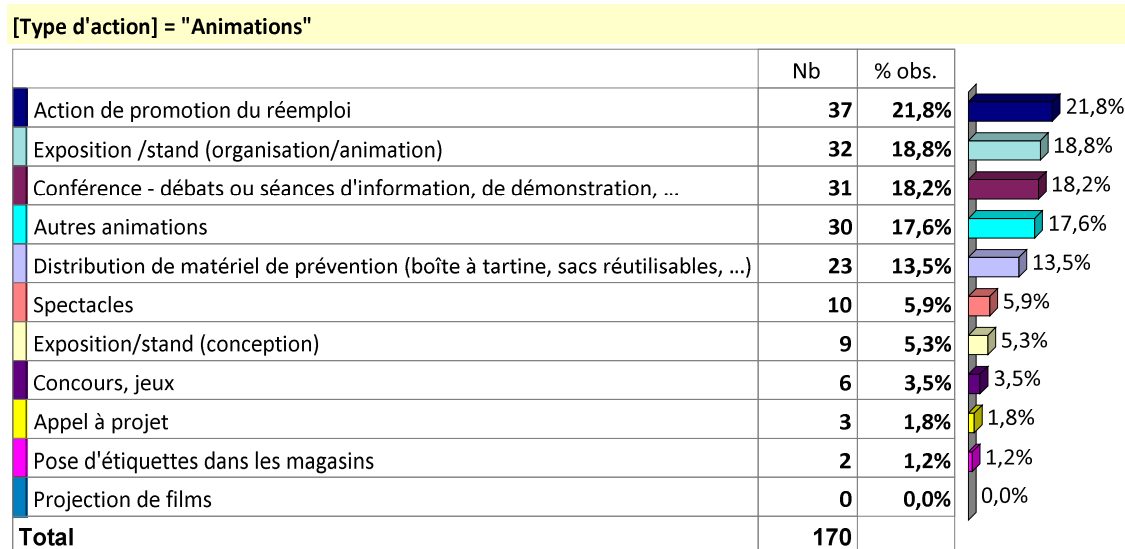 [Type d'action] = "Animations"
Nb % obs.
Action de promotion du réemploi 37 21,8% 21,8%
Exposition /stand (organisation/animation) 32 18,8% 18,8%
Conférence - débats ou séances d'information, de démonstration, ... 31 18,2% 18,2%
Autres animations 30 17,6% 17,6%
Distribution de matériel de prévention (boîte à tartine, sacs réutilisables, ...) 23 13,5% 13,5%
Spectacles 10 5,9% 5,9%
Exposition/stand (conception) 9 5,3% 5,3%
Concours, jeux 6 3,5% 3,5%
Appel à projet 3 1,8% 1,8%
Pose d'étiquettes dans les magasins 2 1,2% 1,2%
Projection de films 0 0,0% 0,0%
Total 170